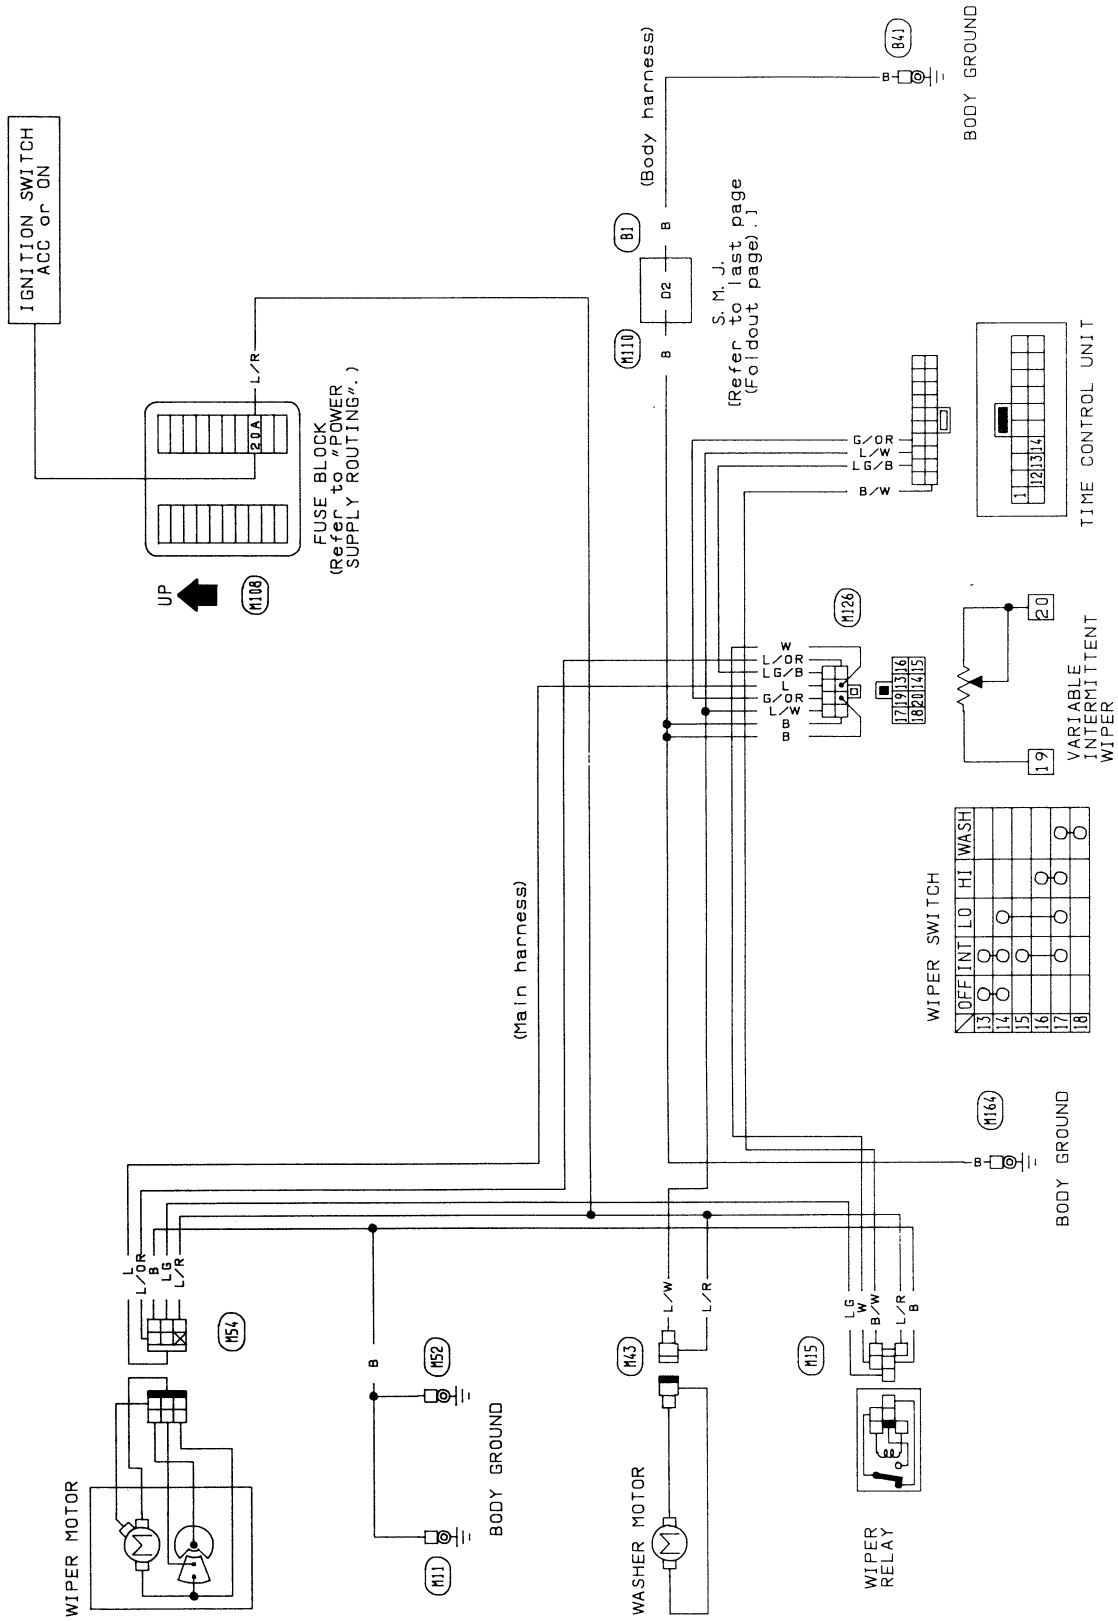 IGNITION SWITCH
ACC or ON
20A
L/R
FUSE BLOCK
(Refer to "POWER
SUPPLY ROUTING".)
UP
M108
(Body harness)
B41
B
BODY GROUND
B1
B
D2
M110
B
S. M. J.
[Refer to last page
(Foldout page).]
(Main harness)
G/OR
L/W
LG/B
B/W
1
12 13 14
TIME CONTROL UNIT
M126
W
L/OR
LG/B
L
G/OR
L/W
B
B
17 19 13 16
18 20 14 15
19
20
VARIABLE
INTERMITTENT
WIPER
WIPER SWITCH
OFF INT LO HI WASH
13
14
15
16
17
18
M164
B
BODY GROUND
WIPER MOTOR
M
L
L/OR
B
LG
L/R
M54
B
M52
M11
BODY GROUND
WASHER MOTOR
M
M43
L/W
L/R
WIPER
RELAY
M15
LG
W
B/W
L/R
B